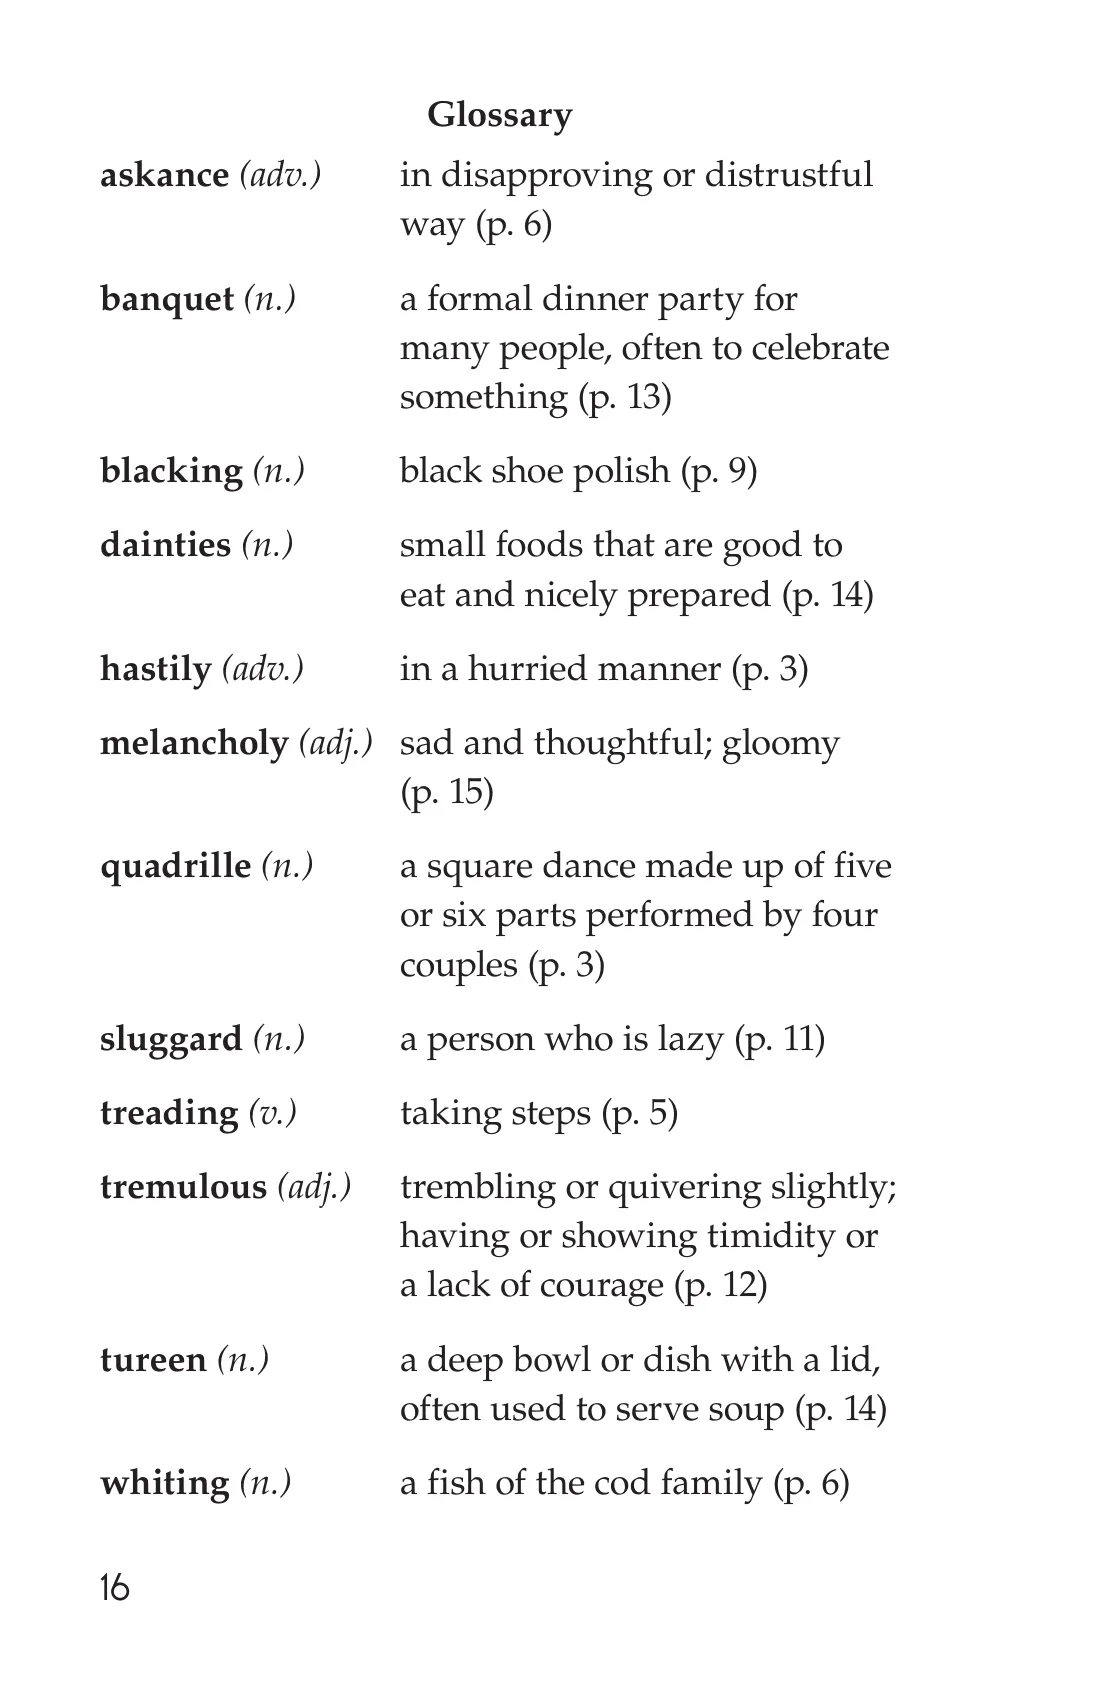 Glossary
askance (adv.) in disapproving or distrustful
way (p. 6)
banquet (n.) a formal dinner party for
many people, often to celebrate
something (p. 13)
blacking (n.) black shoe polish (p. 9)
dainties (n.) small foods that are good to
eat and nicely prepared (p. 14)
hastily (adv.) in a hurried manner (p. 3)
melancholy (adj.) sad and thoughtful; gloomy
(p. 15)
quadrille (n.) a square dance made up of five
or six parts performed by four
couples (p. 3)
sluggard (n.) a person who is lazy (p. 11)
treading (v.) taking steps (p. 5)
tremulous (adj.) trembling or quivering slightly;
having or showing timidity or
a lack of courage (p. 12)
tureen (n.) a deep bowl or dish with a lid,
often used to serve soup (p. 14)
whiting (n.) a fish of the cod family (p. 6)
16